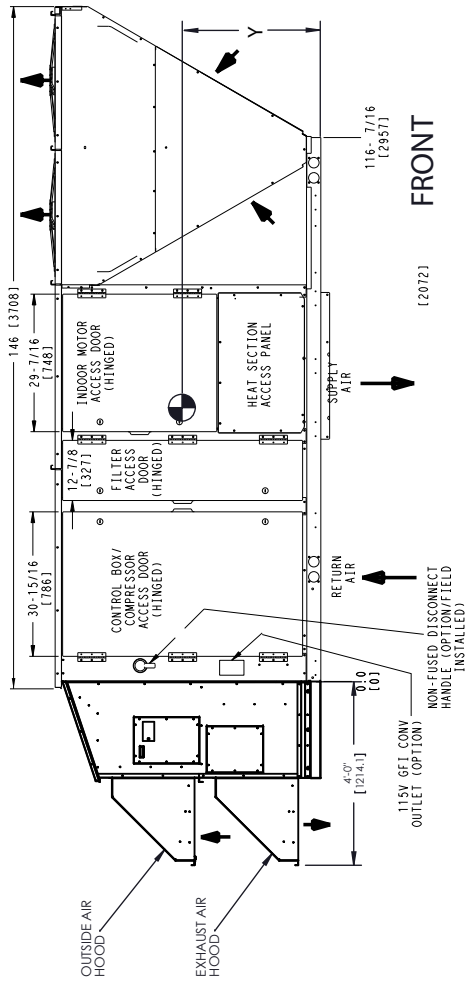 146 [3708]
30-15/16
[786]
12-7/8
[327]
29-7/16
[748]
OUTSIDE AIR
HOOD
EXHAUST AIR
HOOD
CONTROL BOX/
COMPRESSOR
ACCESS DOOR
(HINGED)
FILTER
ACCESS
DOOR
(HINGED)
INDOOR MOTOR
ACCESS DOOR
(HINGED)
HEAT SECTION
ACCESS PANEL
Y
0.0
[0]
4'-0"
[1214.1]
RETURN
AIR
SUPPLY
AIR
116- 7/16
[2957]
115V GFI CONV
OUTLET (OPTION)
NON-FUSED DISCONNECT
HANDLE (OPTION/FIELD
INSTALLED)
[2072]
FRONT